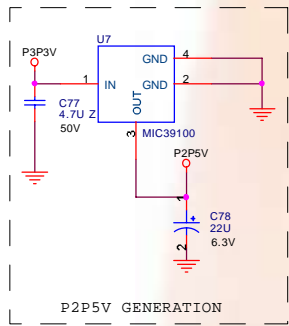 P3P3V
U7
GND 4
1 IN GND 2
C77
4.7U Z
50V
OUT
3 MIC39100
P2P5V
1
C78
22U
6.3V
2
P2P5V GENERATION